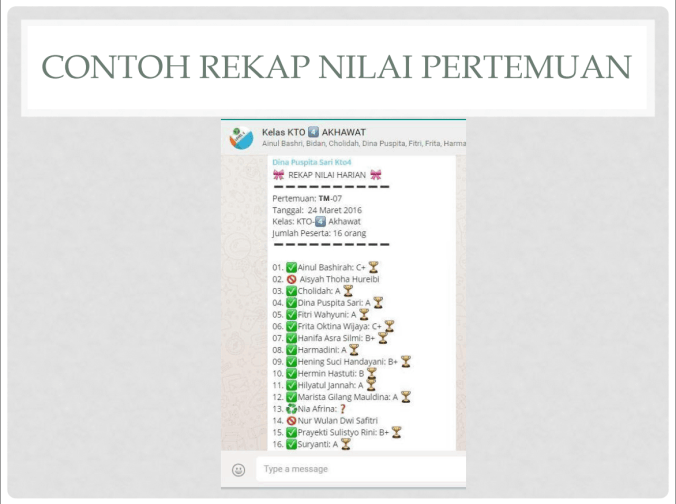 CONTOH REKAP NILAI PERTEMUAN
Kelas KTO 4️⃣ AKHAWAT
Ainul Bashri, Bidan, Cholidah, Dina Puspita, Fitri, Frita, Harma
Dina Puspita Sari Kto4
🎀 REKAP NILAI HARIAN 🎀
➖➖➖➖➖➖➖➖➖➖
Pertemuan: TM-07
Tanggal: 24 Maret 2016
Kelas: KTO-4️⃣ Akhawat
Jumlah Peserta: 16 orang
➖➖➖➖➖➖➖➖➖➖
01. ✅Ainul Bashirah: C+ 🏆
02. 🚫 Aisyah Thoha Hureibi
03. ✅Cholidah: A 🏆
04. ✅Dina Puspita Sari: A 🏆
05. ✅Fitri Wahyuni: A 🏆
06. ✅Frita Oktina Wijaya: C+ 🏆
07. ✅Hanifa Asra Silmi: B+ 🏆
08. ✅Harmadini: A 🏆
09. ✅Hening Suci Handayani: B+ 🏆
10. ✅Hermin Hastuti: B 🏆
11. ✅Hilyatul Jannah: A 🏆
12. ✅Marista Gilang Mauldina: A 🏆
13. ♻️Nia Afrina: ❓
14. 🚫Nur Wulan Dwi Safitri
15. ✅Prayekti Sulistyo Rini: B+ 🏆
16. ✅Suryanti: A 🏆
Type a message